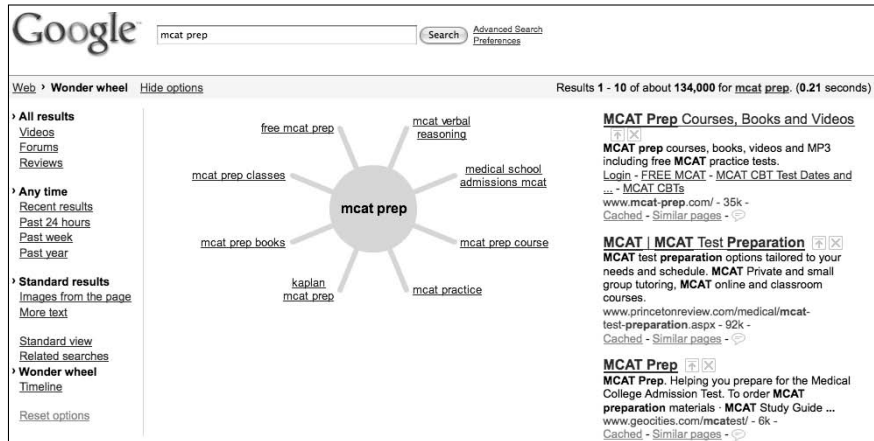 Google
mcat prep
Search
Advanced Search
Preferences
Web › Wonder wheel Hide options
Results 1 - 10 of about 134,000 for mcat prep. (0.21 seconds)
› All results
Videos
Forums
Reviews
› Any time
Recent results
Past 24 hours
Past week
Past year
› Standard results
Images from the page
More text
Standard view
Related searches
› Wonder wheel
Timeline
Reset options
free mcat prep
mcat verbal
reasoning
mcat prep classes
medical school
admissions mcat
mcat prep
mcat prep books
mcat prep course
kaplan
mcat prep
mcat practice
MCAT Prep Courses, Books and Videos
MCAT prep courses, books, videos and MP3
including free MCAT practice tests.
Login - FREE MCAT - MCAT CBT Test Dates and
... - MCAT CBTs
www.mcat-prep.com/ - 35k -
Cached - Similar pages -
MCAT | MCAT Test Preparation
MCAT test preparation options tailored to your
needs and schedule. MCAT Private and small
group tutoring, MCAT online and classroom
courses.
www.princetonreview.com/medical/mcat-
test-preparation.aspx - 92k -
Cached - Similar pages -
MCAT Prep
MCAT Prep. Helping you prepare for the Medical
College Admission Test. To order MCAT
preparation materials · MCAT Study Guide ...
www.geocities.com/mcatest/ - 6k -
Cached - Similar pages -